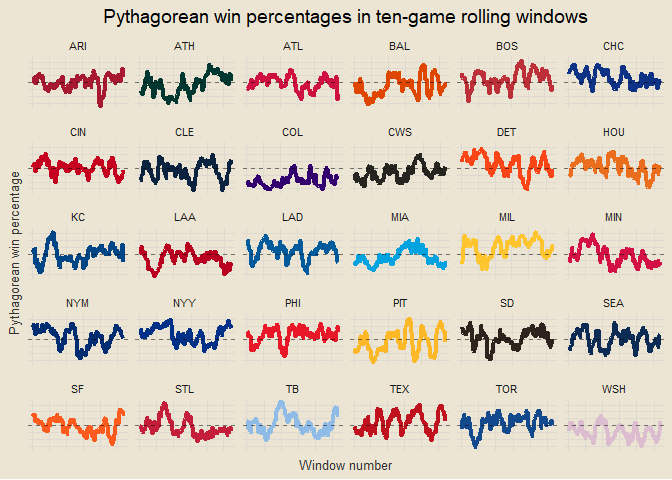 Pythagorean win percentages in ten-game rolling windows
ARI ATH ATL BAL BOS CHC
CIN CLE COL CWS DET HOU
KC LAA LAD MIA MIL MIN
NYM NYY PHI PIT SD SEA
SF STL TB TEX TOR WSH
Pythagorean win percentage
Window number